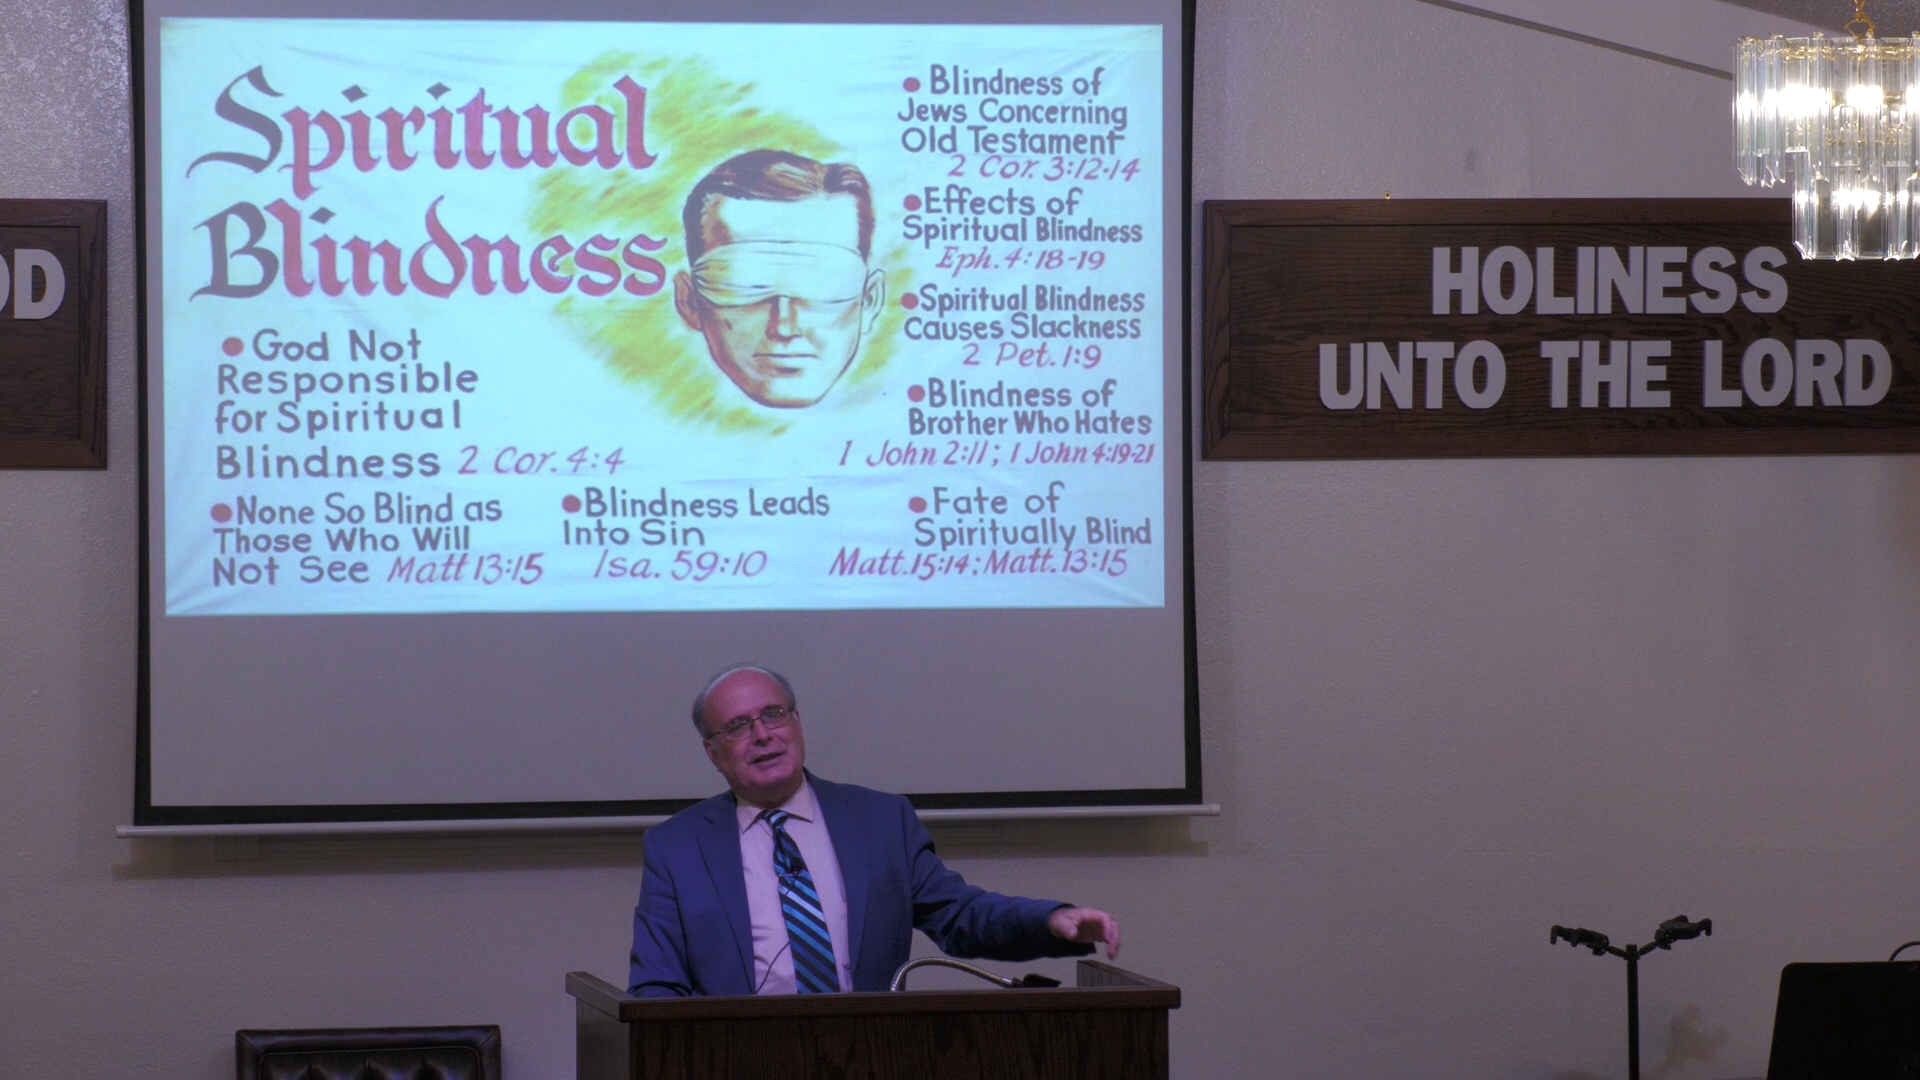 Spiritual
Blindness
● God Not
Responsible
for Spiritual
Blindness 2 Cor. 4:4
● None So Blind as
Those Who Will
Not See Matt 13:15
● Blindness Leads
Into Sin
Isa. 59:10
● Blindness of
Jews Concerning
Old Testament
2 Cor. 3:12-14
● Effects of
Spiritual Blindness
Eph. 4:18-19
● Spiritual Blindness
Causes Slackness
2 Pet. 1:9
● Blindness of
Brother Who Hates
1 John 2:11; 1 John 4:19-21
● Fate of
Spiritually Blind
Matt. 15:14: Matt. 13:15
HOLINESS
UNTO THE LORD